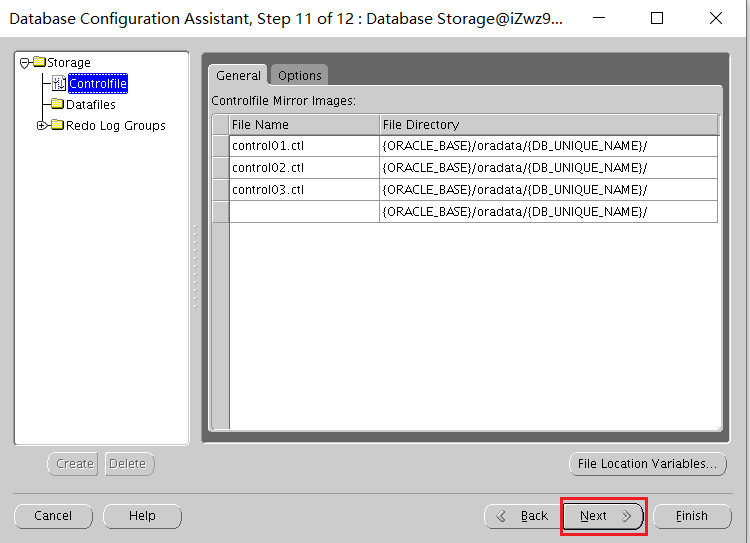 Database Configuration Assistant, Step 11 of 12 : Database Storage@iZwz9...
Storage
Controlfile
Datafiles
Redo Log Groups
General Options
Controlfile Mirror Images:
File Name File Directory
control01.ctl {ORACLE_BASE}/oradata/{DB_UNIQUE_NAME}/
control02.ctl {ORACLE_BASE}/oradata/{DB_UNIQUE_NAME}/
control03.ctl {ORACLE_BASE}/oradata/{DB_UNIQUE_NAME}/
{ORACLE_BASE}/oradata/{DB_UNIQUE_NAME}/
Create Delete
File Location Variables...
Cancel Help Back Next Finish